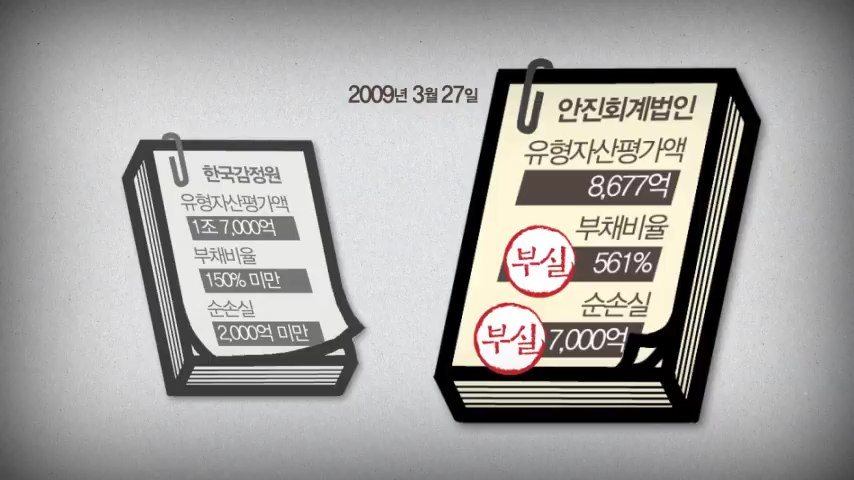 2009년 3월 27일
한국감정원
유형자산평가액
1조 7,000억
부채비율
150% 미만
순손실
2,000억 미만
안진회계법인
유형자산평가액
8,677억
부채비율
부실 561%
순손실
부실 7,000억